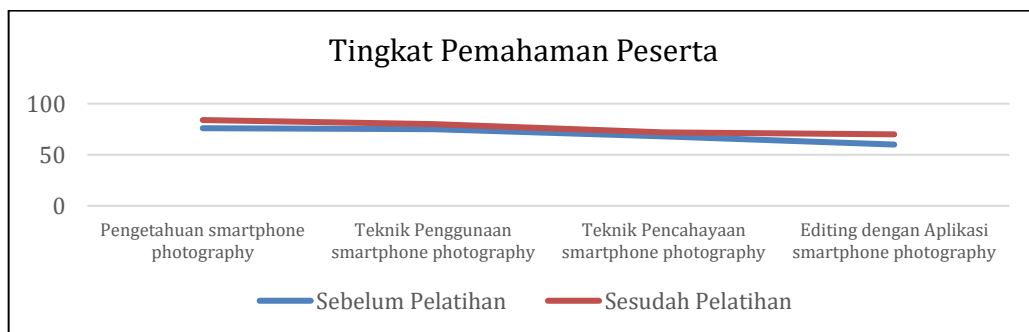 Tingkat Pemahaman Peserta
100
50
0
Pengetahuan smartphone
photography
Teknik Penggunaan
smartphone photography
Teknik Pencahayaan
smartphone photography
Editing dengan Aplikasi
smartphone photography
Sebelum Pelatihan
Sesudah Pelatihan